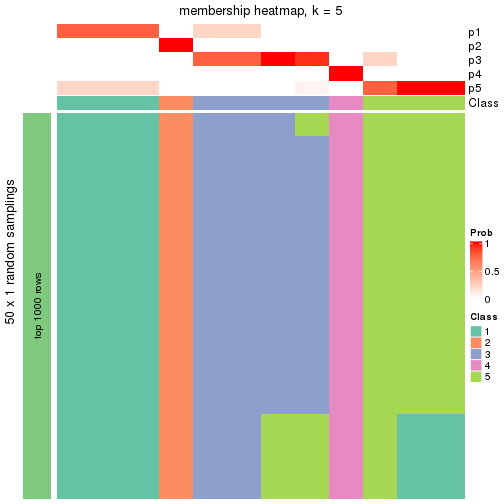 membership heatmap, k = 5
p1
p2
p3
p4
p5
Class
50 x 1 random samplings
top 1000 rows
Prob
1
0.5
0
Class
1
2
3
4
5